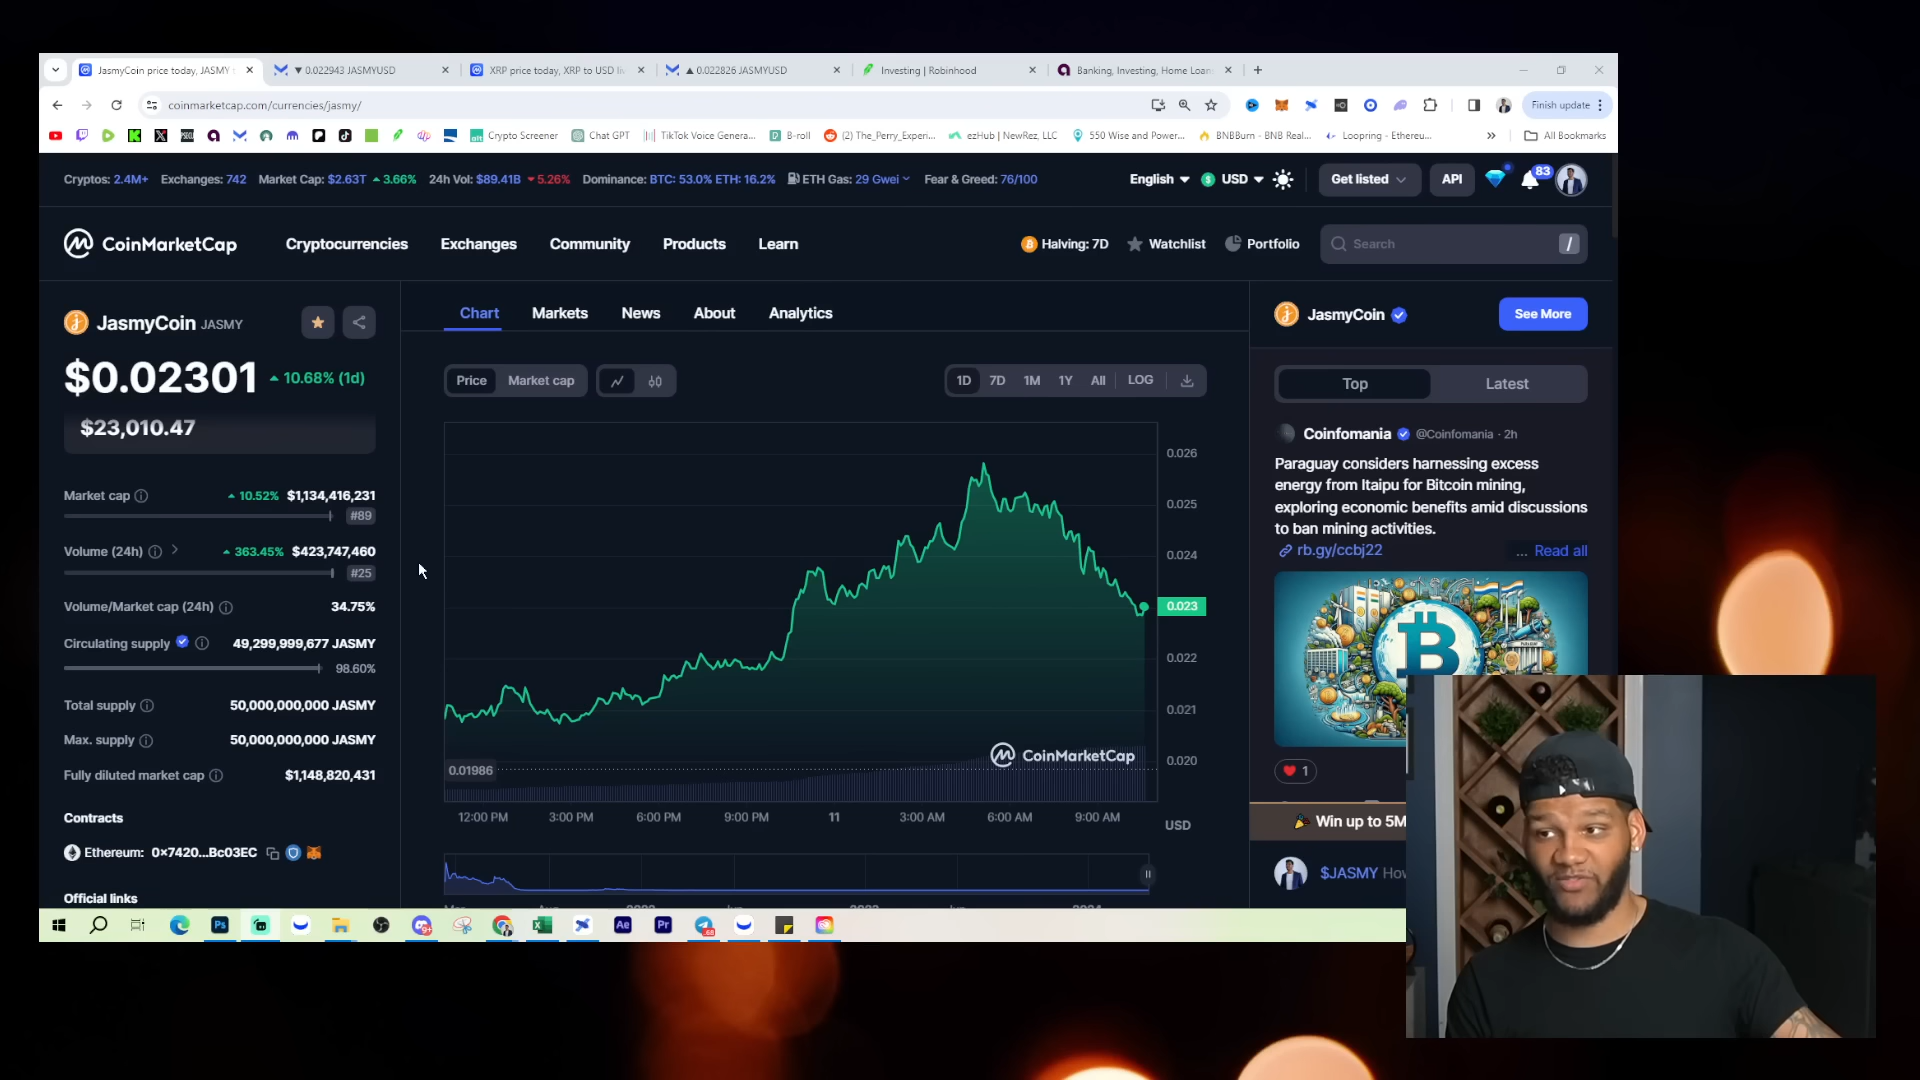 JasmyCoin price today, JASMY
▼ 0.022943 JASMYUSD
XRP price today, XRP to USD li
▲ 0.022826 JASMYUSD
Investing | Robinhood
Banking, Investing, Home Loan
coinmarketcap.com/currencies/jasmy/
Finish update
Crypto Screener
Chat GPT
TikTok Voice Genera...
B-roll
(2) The_Perry_Experi...
ezHub | NewRez, LLC
550 Wise and Power...
BNBBurn - BNB Real...
Loopring - Ethereu...
All Bookmarks
Cryptos: 2.4M+ Exchanges: 742 Market Cap: $2.63T 3.66% 24h Vol: $89.41B 5.26% Dominance: BTC: 53.0% ETH: 16.2% ETH Gas: 29 Gwei Fear & Greed: 76/100
English USD Get listed API 83
CoinMarketCap
Cryptocurrencies Exchanges Community Products Learn
Halving: 7D Watchlist Portfolio Search /
JasmyCoin JASMY
$0.02301 10.68% (1d)
$23,010.47
Market cap 10.52% $1,134,416,231
#89
Volume (24h) 363.45% $423,747,460
#25
Volume/Market cap (24h) 34.75%
Circulating supply 49,299,999,677 JASMY
98.60%
Total supply 50,000,000,000 JASMY
Max. supply 50,000,000,000 JASMY
Fully diluted market cap $1,148,820,431
Contracts
Ethereum: 0x7420...Bc03EC
Official links
Chart Markets News About Analytics
Price Market cap
1D 7D 1M 1Y All LOG
0.026
0.025
0.024
0.023
0.022
0.021
0.020
0.01986
CoinMarketCap
12:00 PM 3:00 PM 6:00 PM 9:00 PM 11 3:00 AM 6:00 AM 9:00 AM
USD
JasmyCoin
See More
Top Latest
Coinfomania @Coinfomania · 2h
Paraguay considers harnessing excess
energy from Itaipu for Bitcoin mining,
exploring economic benefits amid discussions
to ban mining activities.
rb.gy/ccbj22
... Read all
1
Win up to 5M
$JASMY How
Ps
Ae
Pr